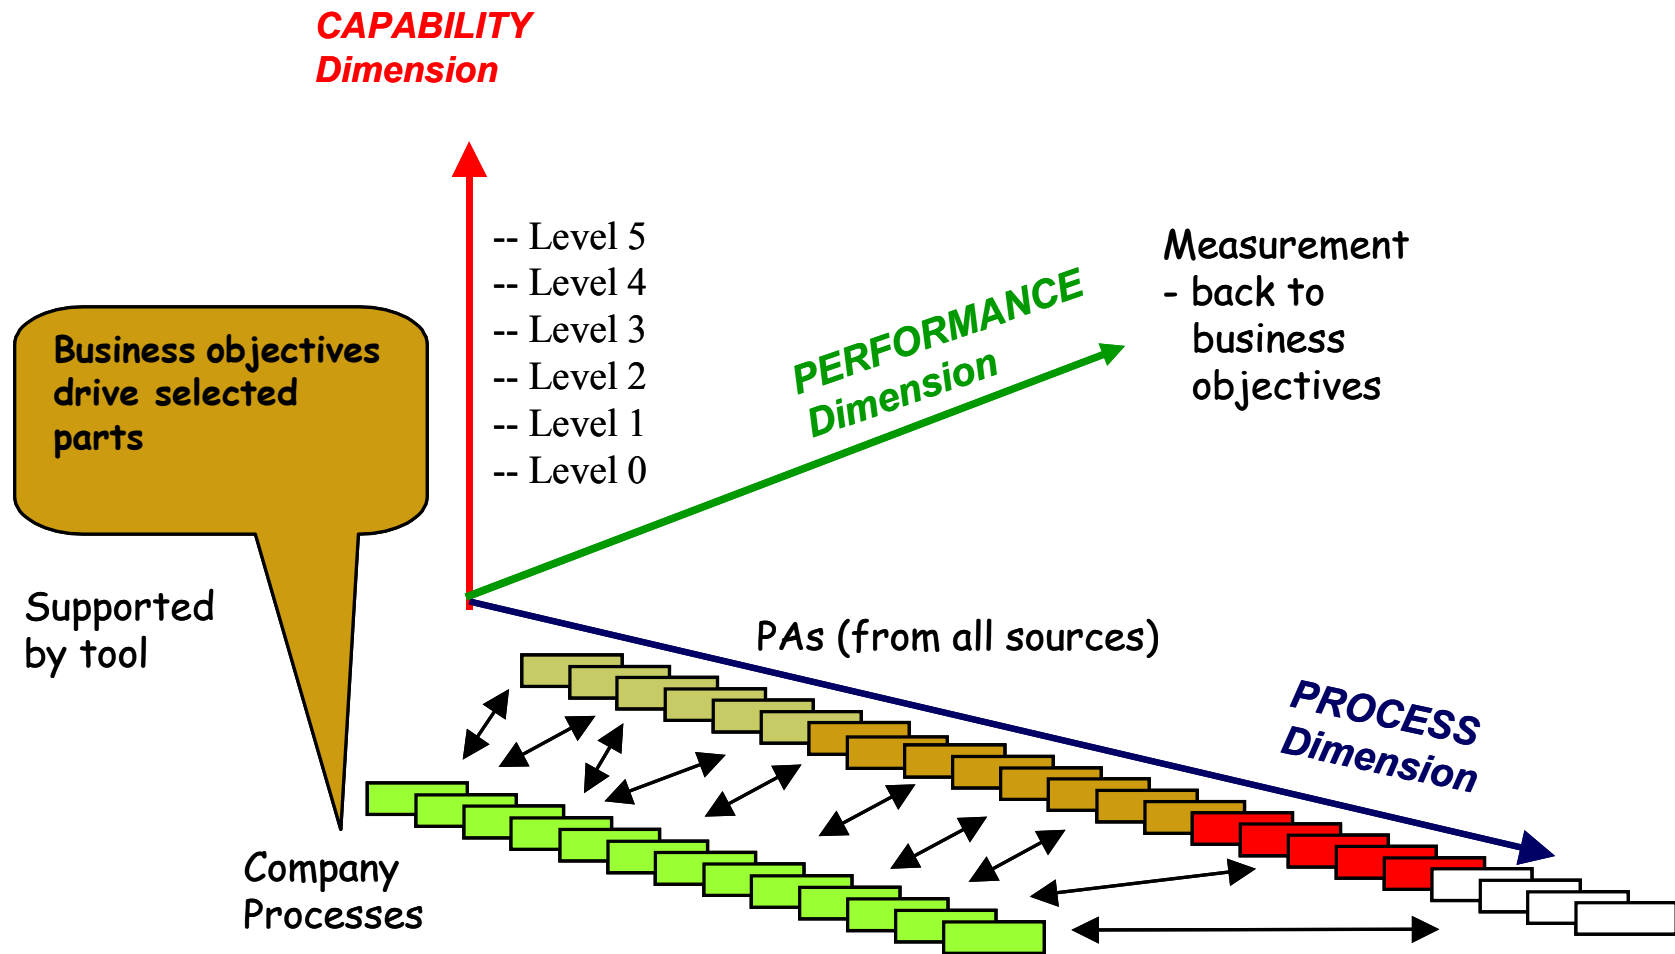 CAPABILITY
Dimension
-- Level 5
-- Level 4
-- Level 3
-- Level 2
-- Level 1
-- Level 0
PERFORMANCE
Dimension
Measurement
- back to
business
objectives
Business objectives
drive selected
parts
Supported
by tool
PAs (from all sources)
PROCESS
Dimension
Company
Processes